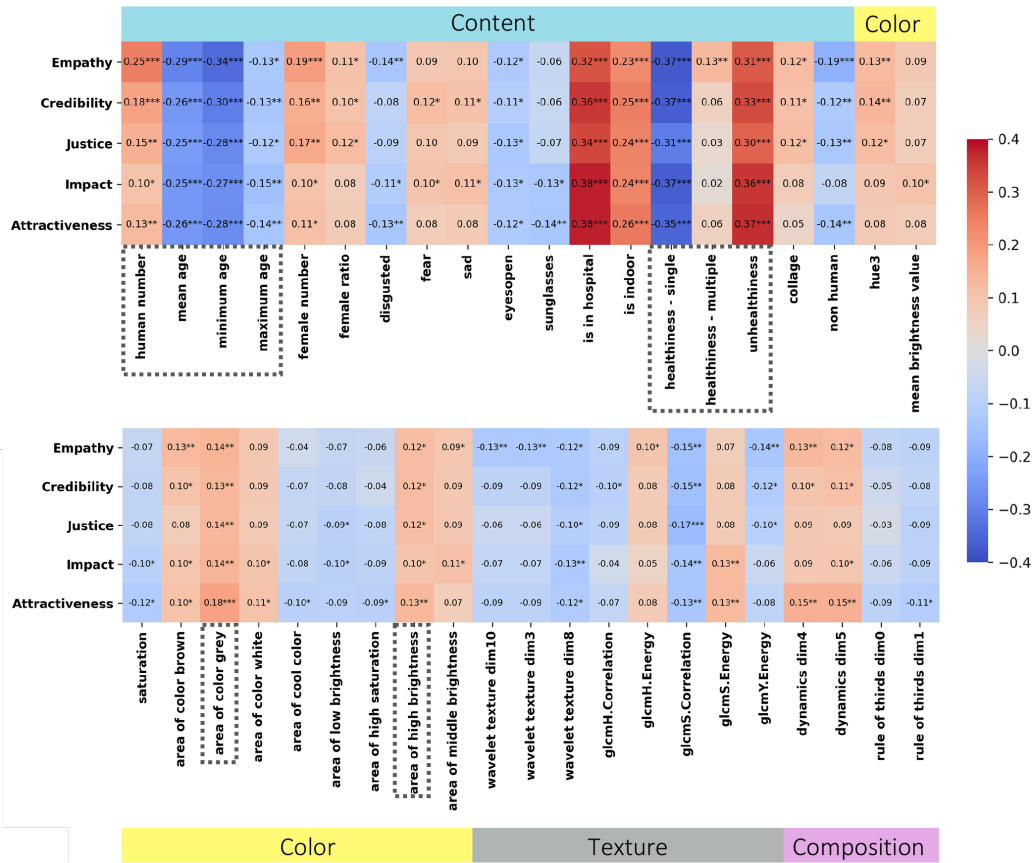 Content Color
Empathy 0.25*** -0.29*** -0.34*** -0.13* 0.19*** 0.11* -0.14** 0.09 0.10 -0.12* -0.06 0.32*** 0.23*** -0.37*** 0.13** 0.31*** 0.12* -0.19*** 0.13** 0.09
Credibility 0.18*** -0.26*** -0.30*** -0.13** 0.16** 0.10* -0.08 0.12* 0.11* -0.11* -0.06 0.36*** 0.25*** -0.37*** 0.06 0.33*** 0.11* -0.12** 0.14** 0.07
Justice 0.15** -0.25*** -0.28*** -0.12* 0.17** 0.12* -0.09 0.10 0.09 -0.13* -0.07 0.34*** 0.24*** -0.31*** 0.03 0.30*** 0.12* -0.13** 0.12* 0.07
Impact 0.10* -0.25*** -0.27*** -0.15** 0.10* 0.08 -0.11* 0.10* 0.11* -0.13* -0.13* 0.38*** 0.24*** -0.37*** 0.02 0.36*** 0.08 -0.08 0.09 0.10*
Attractiveness 0.13** -0.26*** -0.28*** -0.14** 0.11* 0.08 -0.13** 0.08 0.08 -0.12* -0.14** 0.38*** 0.26*** -0.35*** 0.06 0.37*** 0.05 -0.14** 0.08 0.08
human number
mean age
minimum age
maximum age
female number
female ratio
disgusted
fear
sad
eyesopen
sunglasses
is in hospital
is indoor
healthiness - single
healthiness - multiple
unhealthiness
collage
non human
hue3
mean brightness value
0.4
0.3
0.2
0.1
0.0
−0.1
−0.2
−0.3
−0.4
Empathy -0.07 0.13** 0.14** 0.09 -0.04 -0.07 -0.06 0.12* 0.09* -0.13** -0.13** -0.12* -0.09 0.10* -0.15** 0.07 -0.14** 0.13** 0.12* -0.08 -0.09
Credibility -0.08 0.10* 0.13** 0.09 -0.07 -0.08 -0.04 0.12* 0.09 -0.09 -0.09 -0.12* -0.10* 0.08 -0.15** 0.08 -0.12* 0.10* 0.11* -0.05 -0.08
Justice -0.08 0.08 0.14** 0.09 -0.07 -0.09* -0.08 0.12* 0.09 -0.06 -0.06 -0.10* -0.09 0.08 -0.17*** 0.08 -0.10* 0.09 0.09 -0.03 -0.09
Impact -0.10* 0.10* 0.14** 0.10* -0.08 -0.10* -0.09 0.10* 0.11* -0.07 -0.07 -0.13** -0.04 0.05 -0.14** 0.13** -0.06 0.09 0.10* -0.06 -0.09
Attractiveness -0.12* 0.10* 0.18*** 0.11* -0.10* -0.09 -0.09* 0.13** 0.07 -0.09 -0.09 -0.12* -0.07 0.08 -0.13** 0.13** -0.08 0.15** 0.15** -0.09 -0.11*
saturation
area of color brown
area of color grey
area of color white
area of cool color
area of low brightness
area of high saturation
area of high brightness
area of middle brightness
wavelet texture dim10
wavelet texture dim3
wavelet texture dim8
glcmH.Correlation
glcmH.Energy
glcmS.Correlation
glcmS.Energy
glcmY.Energy
dynamics dim4
dynamics dim5
rule of thirds dim0
rule of thirds dim1
Color Texture Composition